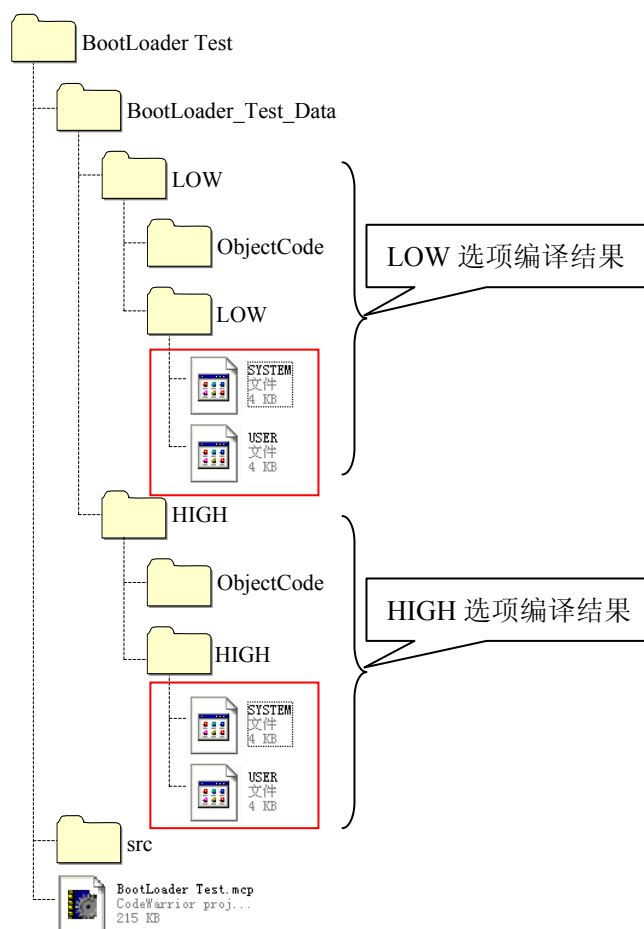 BootLoader Test
BootLoader_Test_Data
LOW
ObjectCode
LOW
SYSTEM
文件
4 KB
USER
文件
4 KB
LOW 选项编译结果
HIGH
ObjectCode
HIGH
SYSTEM
文件
4 KB
USER
文件
4 KB
HIGH 选项编译结果
src
BootLoader Test.mcp
CodeWarrior proj...
215 KB